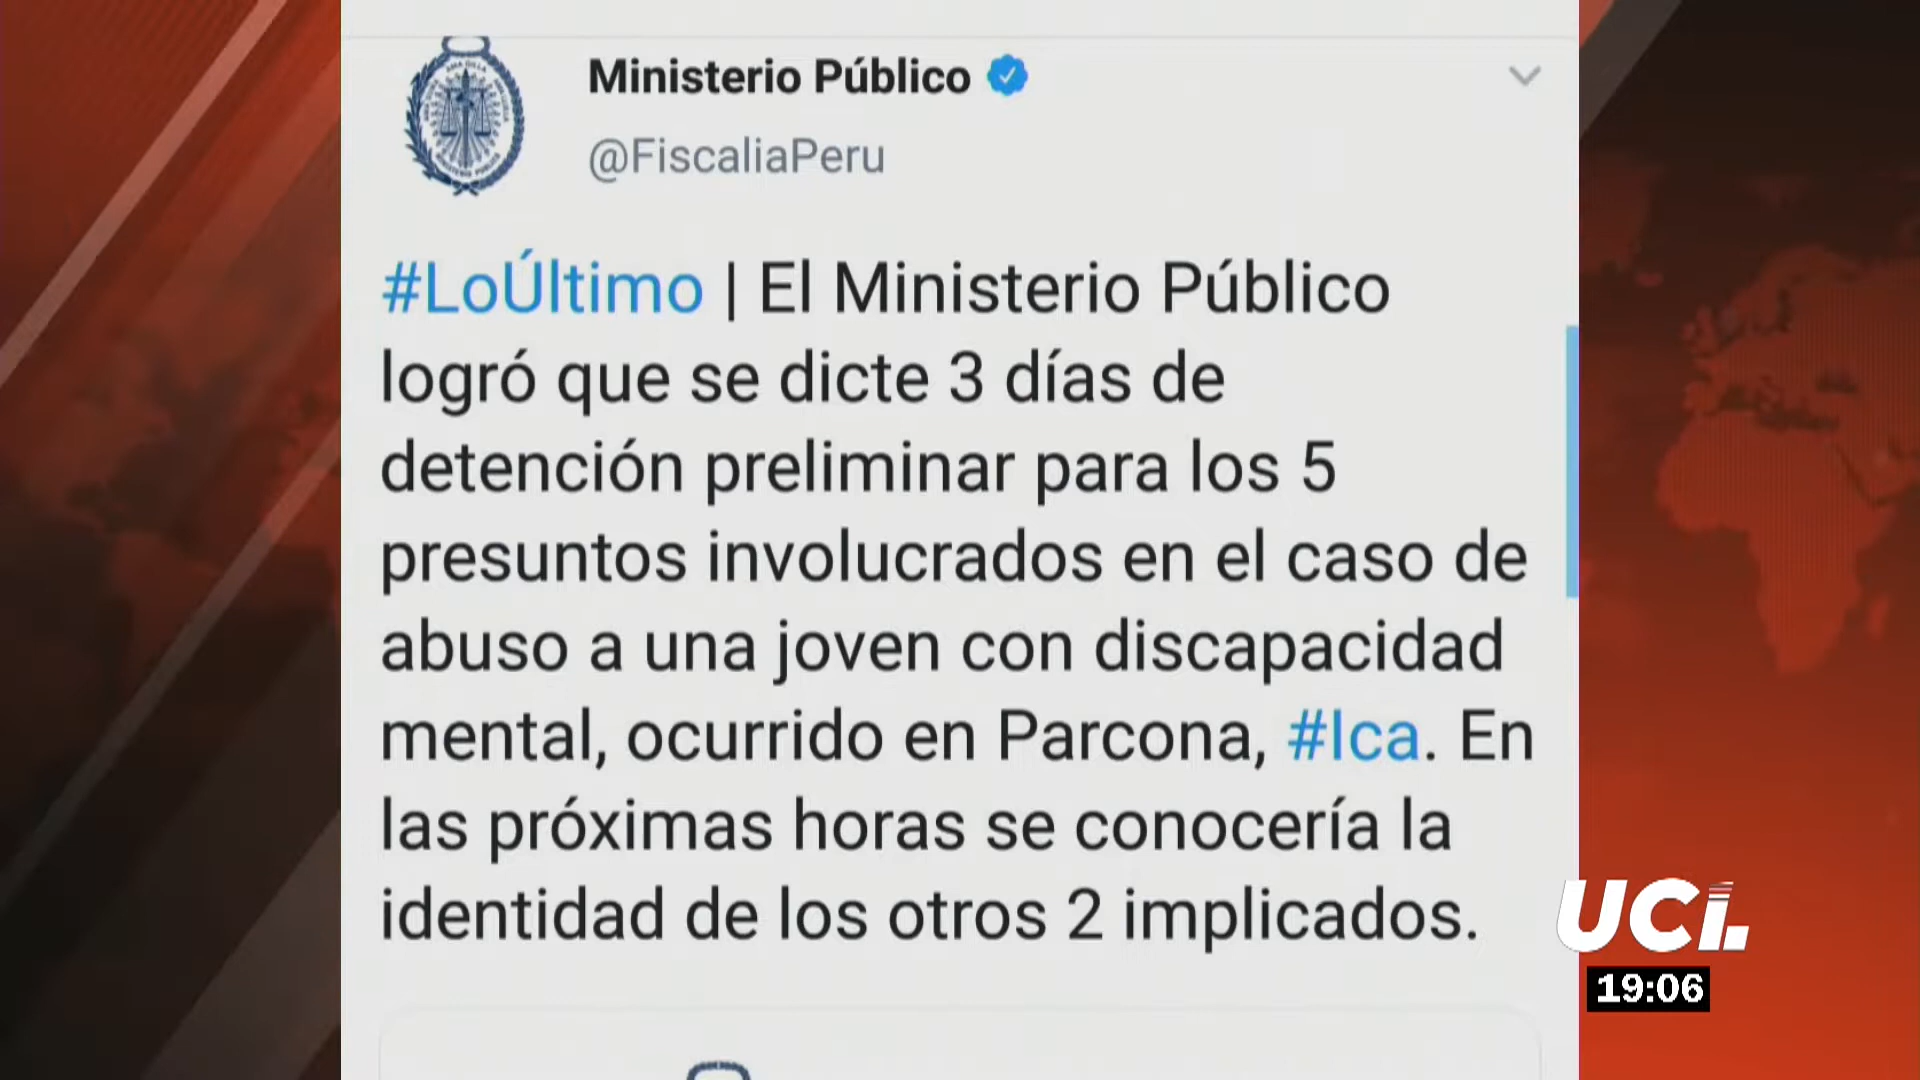 Ministerio Público
@FiscaliaPeru
#LoÚltimo | El Ministerio Público
logró que se dicte 3 días de
detención preliminar para los 5
presuntos involucrados en el caso de
abuso a una joven con discapacidad
mental, ocurrido en Parcona, #Ica. En
las próximas horas se conocería la
identidad de los otros 2 implicados.
UCI.
19:06